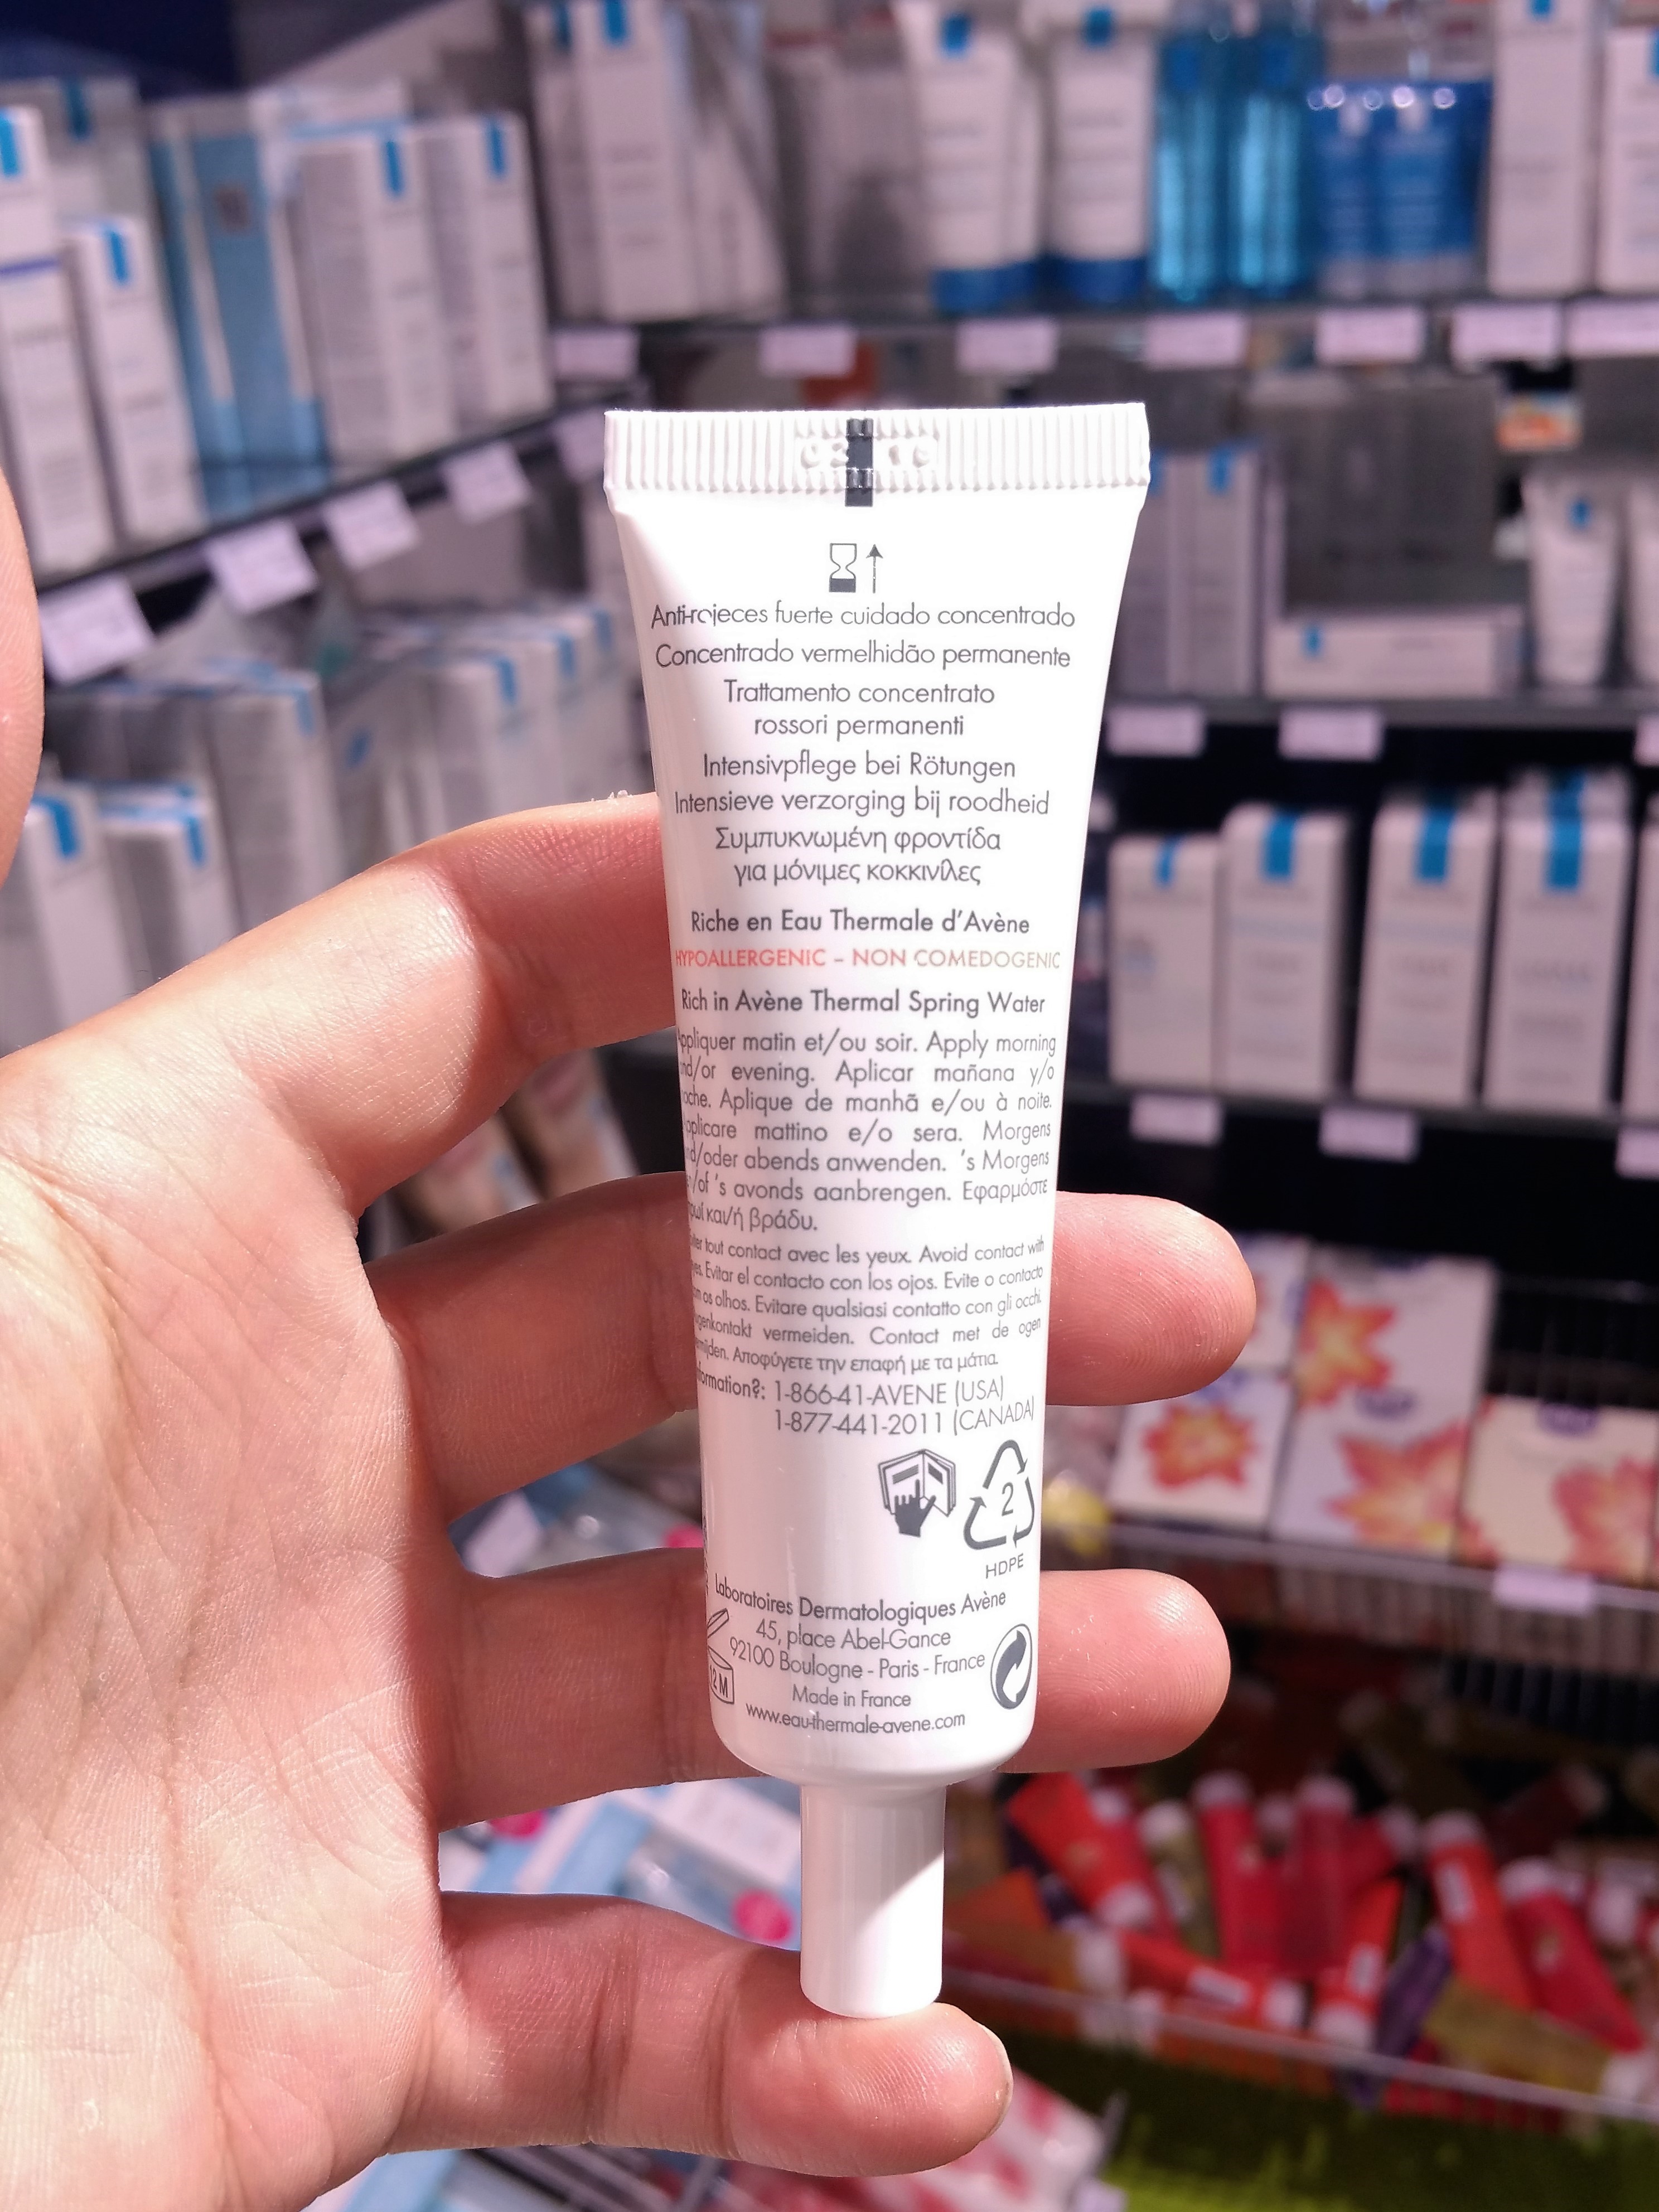 Anti-rojeces fuerte cuidado concentrado
Concentrado vermelhidão permanente
Trattamento concentrato
rossori permanenti
Intensivpflege bei Rötungen
Intensieve verzorging bij roodheid
Συμπυκνωμένη φροντίδα
για μόνιμες κοκκινίλες
Riche en Eau Thermale d'Avène
HYPOALLERGENIC – NON COMEDOGENIC
Rich in Avène Thermal Spring Water
Appliquer matin et/ou soir. Apply morning
and/or evening. Aplicar mañana y/o
noche. Aplique de manhã e/ou à noite.
Applicare mattino e/o sera. Morgens
und/oder abends anwenden. 's Morgens
en/of 's avonds aanbrengen. Εφαρμόστε
πρωί και/ή βράδυ.
tout contact avec les yeux. Avoid contact with
eyes. Evitar el contacto con los ojos. Evite o contacto
com os olhos. Evitare qualsiasi contatto con gli occhi.
Augenkontakt vermeiden. Contact met de ogen
vermijden. Αποφύγετε την επαφή με τα μάτια.
Information?: 1-866-41-AVENE (USA)
1-877-441-2011 (CANADA)
2
HDPE
Laboratoires Dermatologiques Avène
45, place Abel-Gance
92100 Boulogne - Paris - France
12 M
Made in France
www.eau-thermale-avene.com